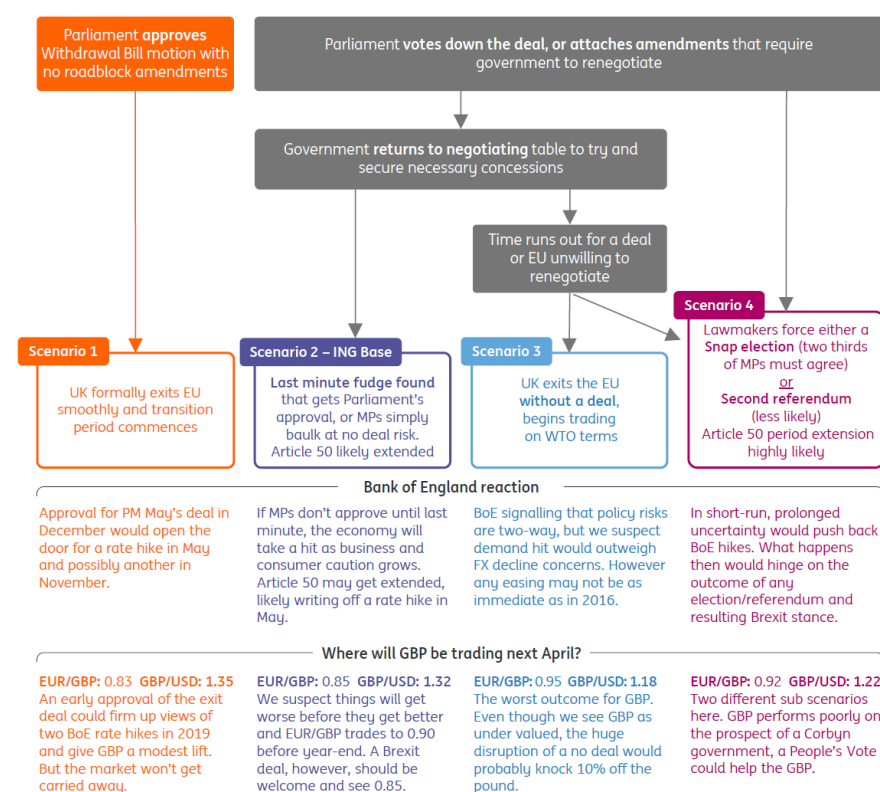 Parliament approves
Withdrawal Bill motion with
no roadblock amendments
Parliament votes down the deal, or attaches amendments that require
government to renegotiate
Government returns to negotiating table to try and
secure necessary concessions
Time runs out for a deal
or EU unwilling to
renegotiate
Scenario 1
UK formally exits EU
smoothly and transition
period commences
Scenario 2 – ING Base
Last minute fudge found
that gets Parliament's
approval, or MPs simply
baulk at no deal risk.
Article 50 likely extended
Scenario 3
UK exits the EU
without a deal,
begins trading
on WTO terms
Scenario 4
Lawmakers force either a
Snap election (two thirds
of MPs must agree)
or
Second referendum
(less likely)
Article 50 period extension
highly likely
Bank of England reaction
Approval for PM May's deal in
December would open the
door for a rate hike in May
and possibly another in
November.
If MPs don't approve until last
minute, the economy will
take a hit as business and
consumer caution grows.
Article 50 may get extended,
likely writing off a rate hike in
May.
BoE signalling that policy risks
are two-way, but we suspect
demand hit would outweigh
FX decline concerns. However
any easing may not be as
immediate as in 2016.
In short-run, prolonged
uncertainty would push back
BoE hikes. What happens
then would hinge on the
outcome of any
election/referendum and
resulting Brexit stance.
Where will GBP be trading next April?
EUR/GBP: 0.83 GBP/USD: 1.35
An early approval of the exit
deal could firm up views of
two BoE rate hikes in 2019
and give GBP a modest lift.
But the market won't get
carried away.
EUR/GBP: 0.85 GBP/USD: 1.32
We suspect things will get
worse before they get better
and EUR/GBP trades to 0.90
before year-end. A Brexit
deal, however, should be
welcome and see 0.85.
EUR/GBP: 0.95 GBP/USD: 1.18
The worst outcome for GBP.
Even though we see GBP as
under valued, the huge
disruption of a no deal would
probably knock 10% off the
pound.
EUR/GBP: 0.92 GBP/USD: 1.22
Two different sub scenarios
here. GBP performs poorly on
the prospect of a Corbyn
government, a People's Vote
could help the GBP.